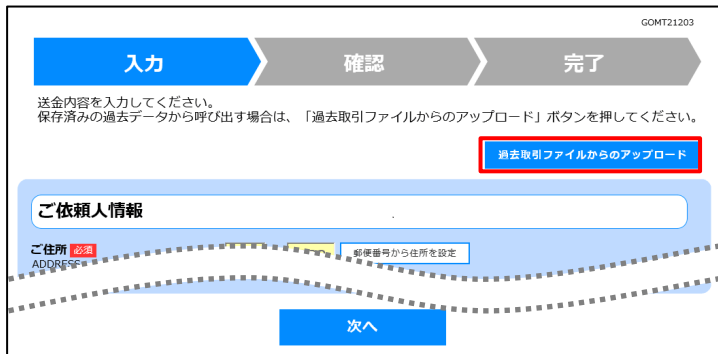 GOMT21203
入力
確認
完了
送金内容を入力してください。
保存済みの過去データから呼び出す場合は、「過去取引ファイルからのアップロード」ボタンを押してください。
過去取引ファイルからのアップロード
ご依頼人情報
ご住所 必須
郵便番号から住所を設定
ADDRESS
次へ